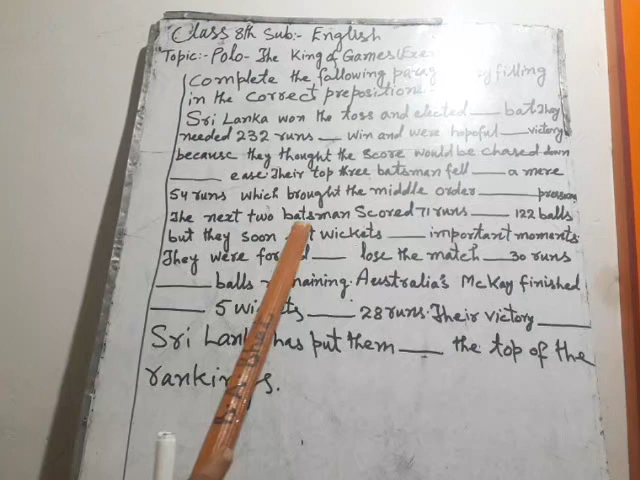 Class 8th Sub:- English
Topic:- Polo- The King of Games (Exe
Complete the following parag by filling
in the correct prepositions.
Sri Lanka won the toss and elected ___ bat. They
needed 232 runs ___ win and were hopeful ___ victory
because they thought the score would be chased down
___ ease. Their top three batsman fell ___ a mere
54 runs which brought the middle order ___ pressure
The next two batsman Scored 71 runs ___ 122 balls
but they soon wickets ___ important moments.
They were for d ___ lose the match ___ 30 runs
___ balls remaining. Australia's McKay finished
___ 5 wickets ___ 28 runs. Their victory ___
Sri Lanka has put them ___ the top of the
rankings.